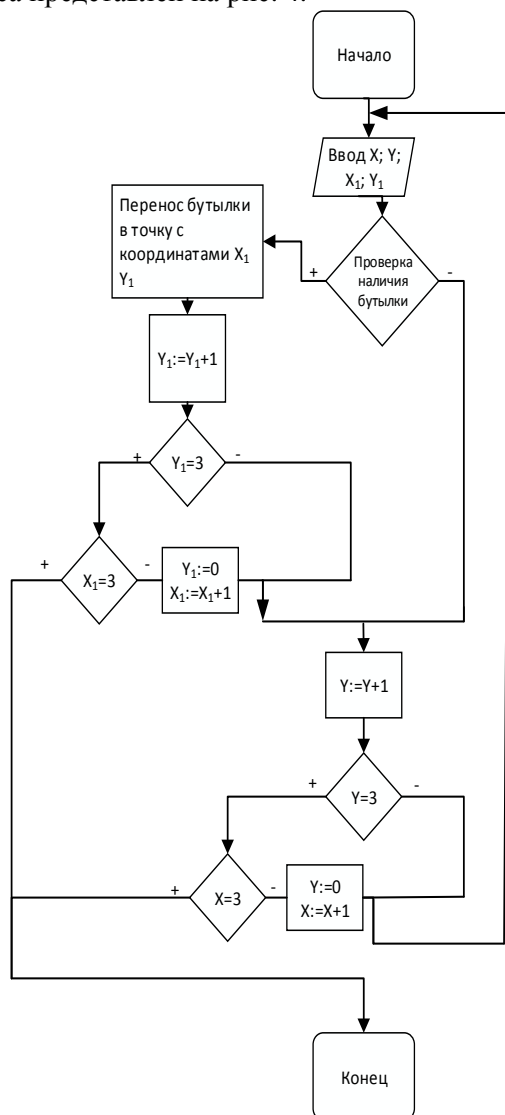 представлен на рис. 4.
Начало
Ввод X; Y;
X₁; Y₁
Перенос бутылки
в точку с
координатами X₁
Y₁
+
Проверка
наличия
бутылки
-
Y₁:=Y₁+1
+
Y₁=3
-
+
X₁=3
-
Y₁:=0
X₁:=X₁+1
Y:=Y+1
+
Y=3
-
+
X=3
-
Y:=0
X:=X+1
Конец